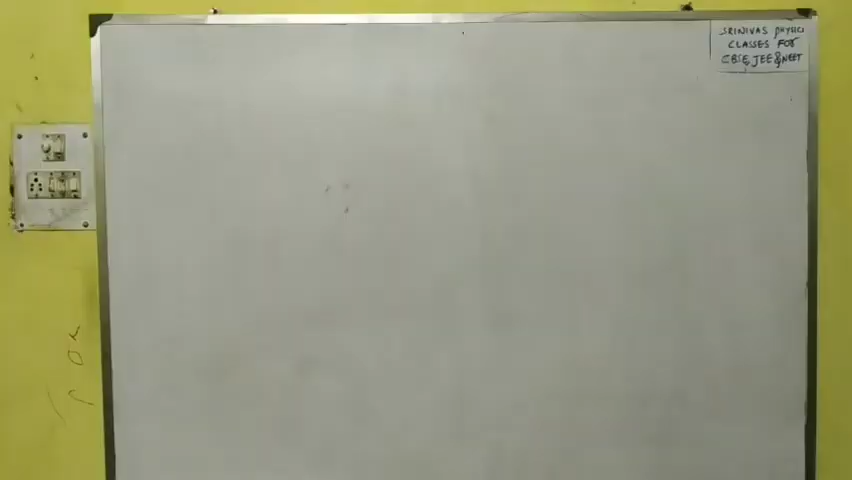 SRINIVAS PHYSICS
CLASSES FOR
CBSE, JEE & NEET